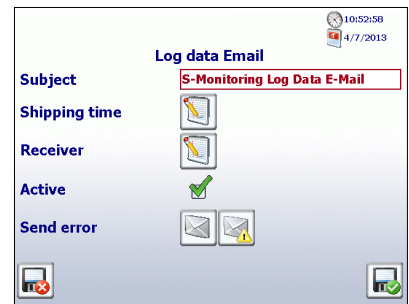 10:52:58
4/7/2013
Log data Email
Subject S-Monitoring Log Data E-Mail
Shipping time
Receiver
Active
Send error